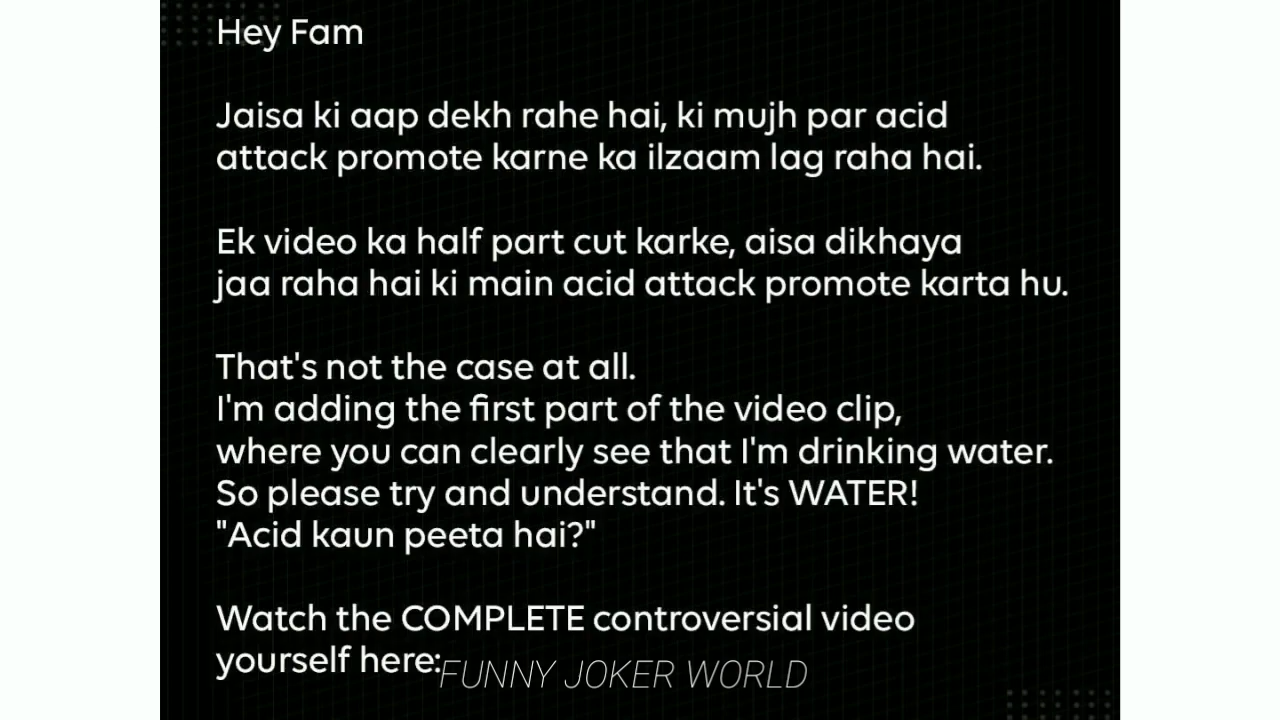 Hey Fam
Jaisa ki aap dekh rahe hai, ki mujh par acid
attack promote karne ka ilzaam lag raha hai.
Ek video ka half part cut karke, aisa dikhaya
jaa raha hai ki main acid attack promote karta hu.
That's not the case at all.
I'm adding the first part of the video clip,
where you can clearly see that I'm drinking water.
So please try and understand. It's WATER!
"Acid kaun peeta hai?"
Watch the COMPLETE controversial video
yourself here:
FUNNY JOKER WORLD